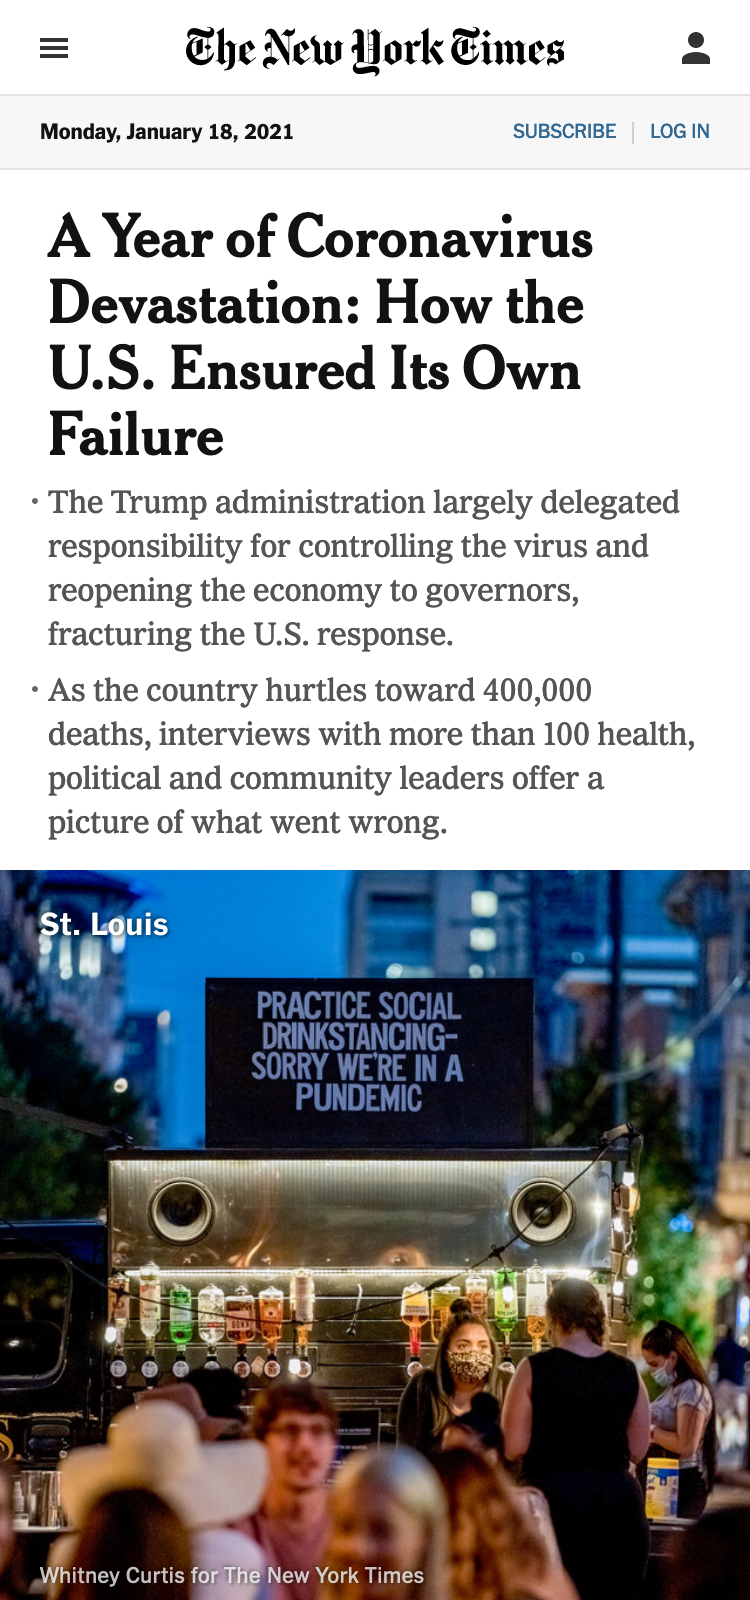 The New York Times
Monday, January 18, 2021
SUBSCRIBE | LOG IN
A Year of Coronavirus
Devastation: How the
U.S. Ensured Its Own
Failure
• The Trump administration largely delegated
responsibility for controlling the virus and
reopening the economy to governors,
fracturing the U.S. response.
• As the country hurtles toward 400,000
deaths, interviews with more than 100 health,
political and community leaders offer a
picture of what went wrong.
St. Louis
PRACTICE SOCIAL
DRINKSTANCING-
SORRY WE'RE IN A
PUNDEMIC
Whitney Curtis for The New York Times